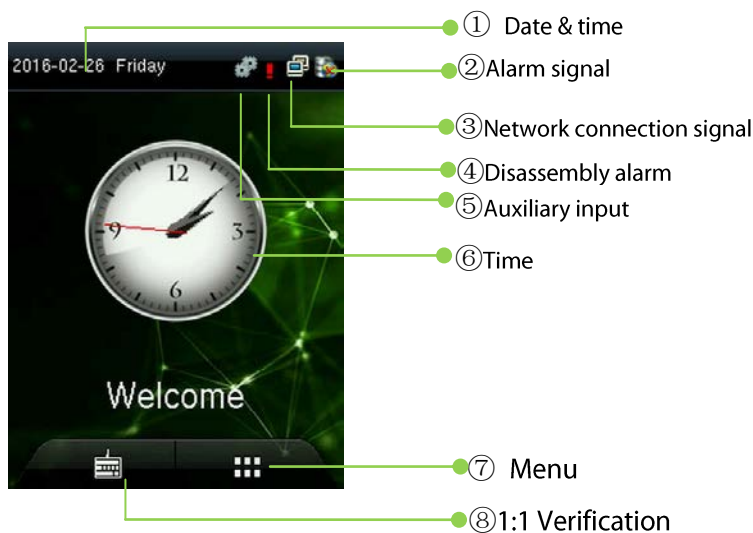 ① Date & time
2016-02-26 Friday
②Alarm signal
③Network connection signal
④Disassembly alarm
⑤Auxiliary input
12
3
6
9
⑥Time
Welcome
⑦ Menu
⑧1:1 Verification